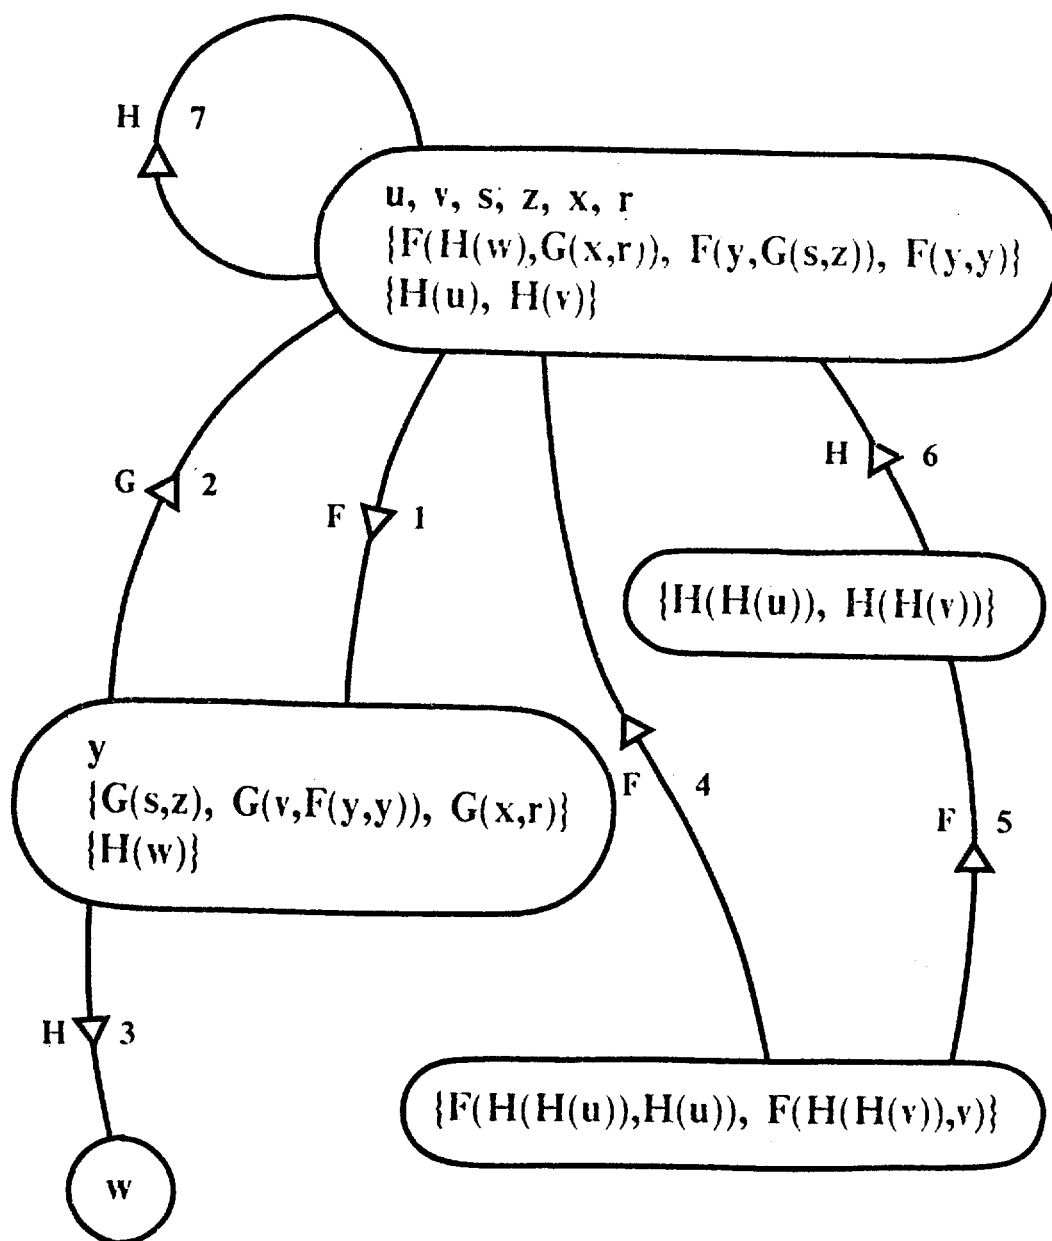 H 7
u, v, s, z, x, r
{F(H(w),G(x,r)), F(y,G(s,z)), F(y,y)}
{H(u), H(v)}
H 6
G 2
F 1
{H(H(u)), H(H(v))}
y
{G(s,z), G(v,F(y,y)), G(x,r)}
{H(w)}
F 4
F 5
H 3
{F(H(H(u)),H(u)), F(H(H(v)),v)}
w